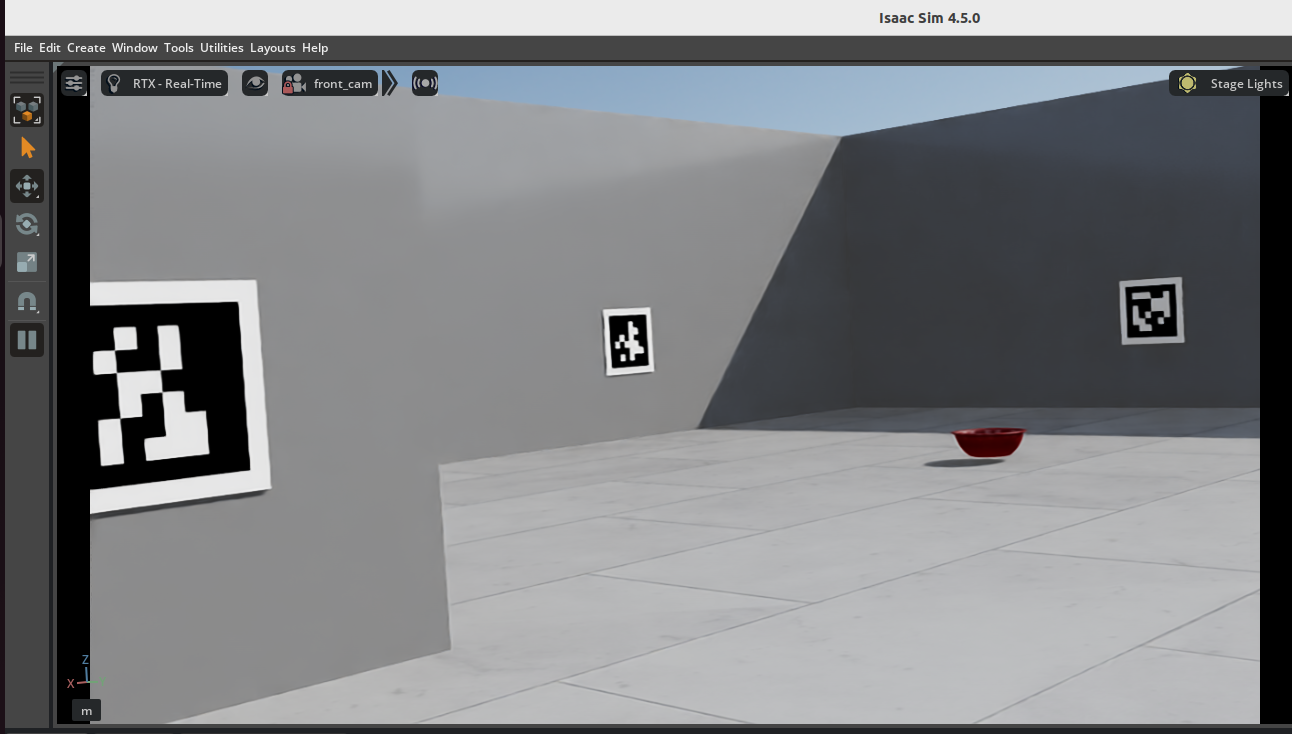 Isaac Sim 4.5.0
File Edit Create Window Tools Utilities Layouts Help
RTX - Real-Time front_cam Stage Lights
Z
X
m